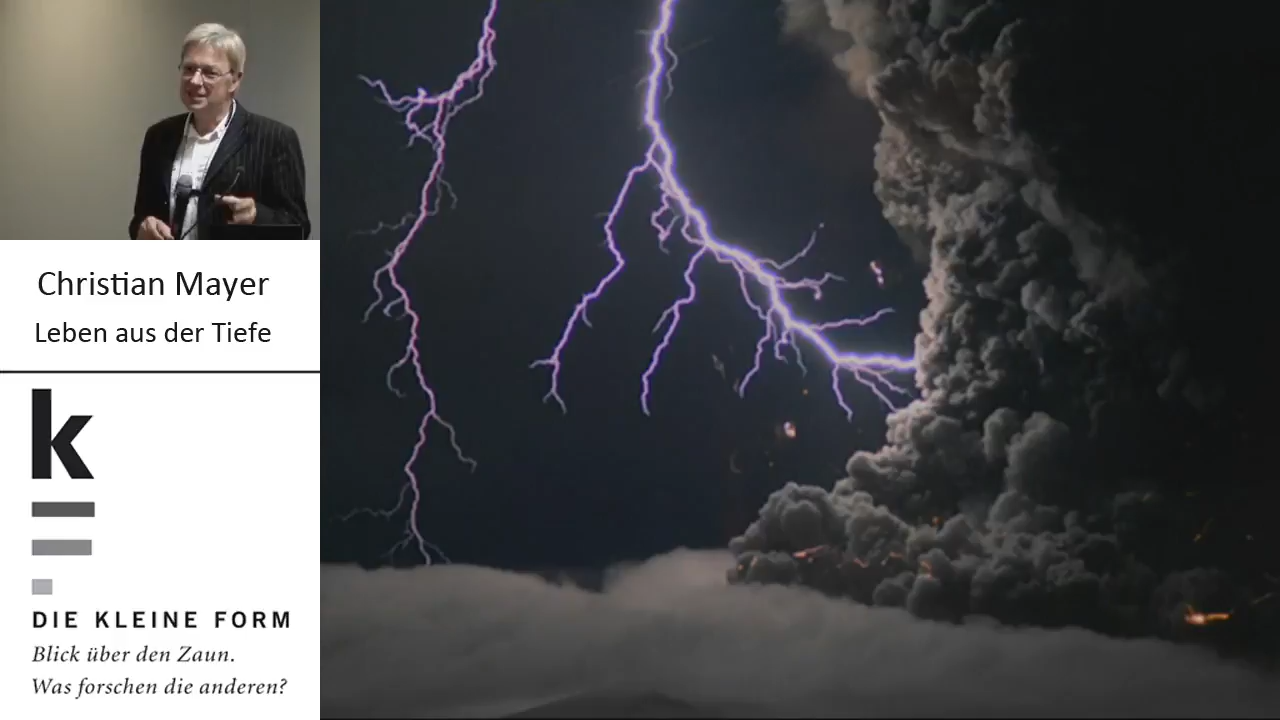 Christian Mayer
Leben aus der Tiefe
k
DIE KLEINE FORM
Blick über den Zaun.
Was forschen die anderen?